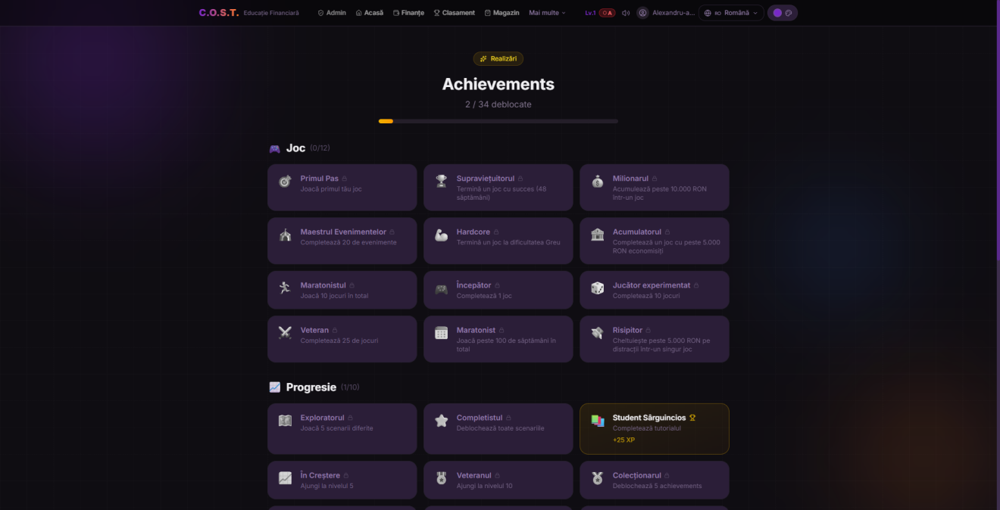 C.O.S.T. Educație Financiară Admin Acasă Finanțe Clasament Magazin Mai multe Lv.1 A Alexandru-a... RO Română
Realizări
Achievements
2 / 34 deblocate
Joc (0/12)
Primul Pas
Joacă primul tău joc
Supraviețuitorul
Termină un joc cu succes (48
săptămâni)
Milionarul
Acumulează peste 10.000 RON
într-un joc
Maestrul Evenimentelor
Completează 20 de evenimente
Hardcore
Termină un joc la dificultatea Greu
Acumulatorul
Completează un joc cu peste 5.000
RON economisiți
Maratonistul
Joacă 10 jocuri în total
Începător
Completează 1 joc
Jucător experimentat
Completează 10 jocuri
Veteran
Completează 25 de jocuri
Maratonist
Joacă peste 100 de săptămâni în
total
Risipitor
Cheltuiește peste 5.000 RON pe
distracții într-un singur joc
Progresie (1/10)
Exploratorul
Joacă 5 scenarii diferite
Completistul
Deblochează toate scenariile
Student Sârguincios
Completează tutorialul
+25 XP
În Creștere
Ajungi la nivelul 5
Veteranul
Ajungi la nivelul 10
Colecționarul
Deblochează 5 achievements